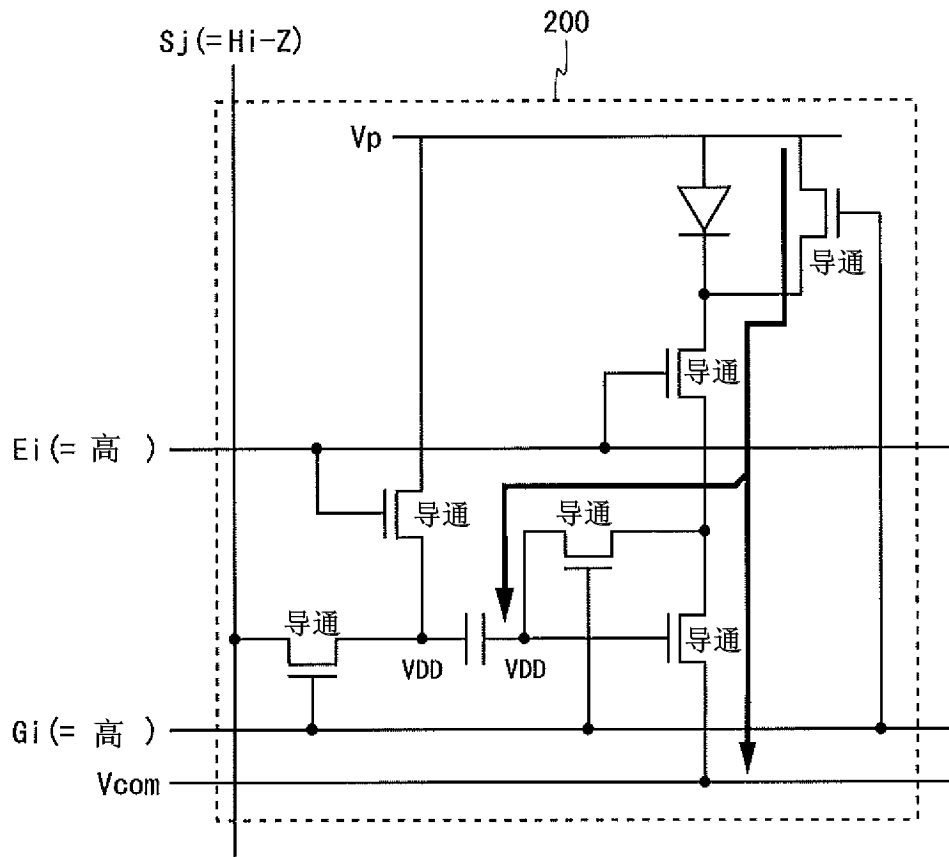 200
Sj(=Hi-Z)
Vp
导通
导通
Ei(= 高 )
导通
导通
导通
导通
VDD
VDD
Gi(= 高 )
Vcom